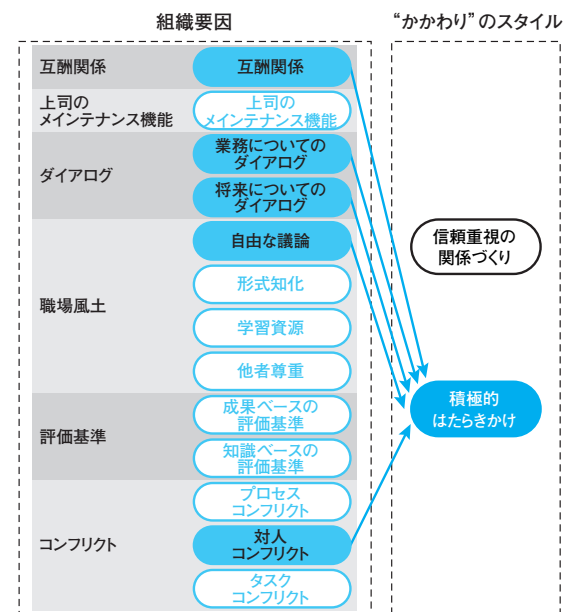 組織要因
“かかわり”のスタイル
互酬関係
互酬関係
上司の
メインテナンス機能
上司の
メインテナンス機能
ダイアログ
業務についての
ダイアログ
将来についての
ダイアログ
職場風土
自由な議論
形式知化
学習資源
他者尊重
評価基準
成果ベースの
評価基準
知識ベースの
評価基準
コンフリクト
プロセス
コンフリクト
対人
コンフリクト
タスク
コンフリクト
信頼重視の
関係づくり
積極的
はたらきかけ